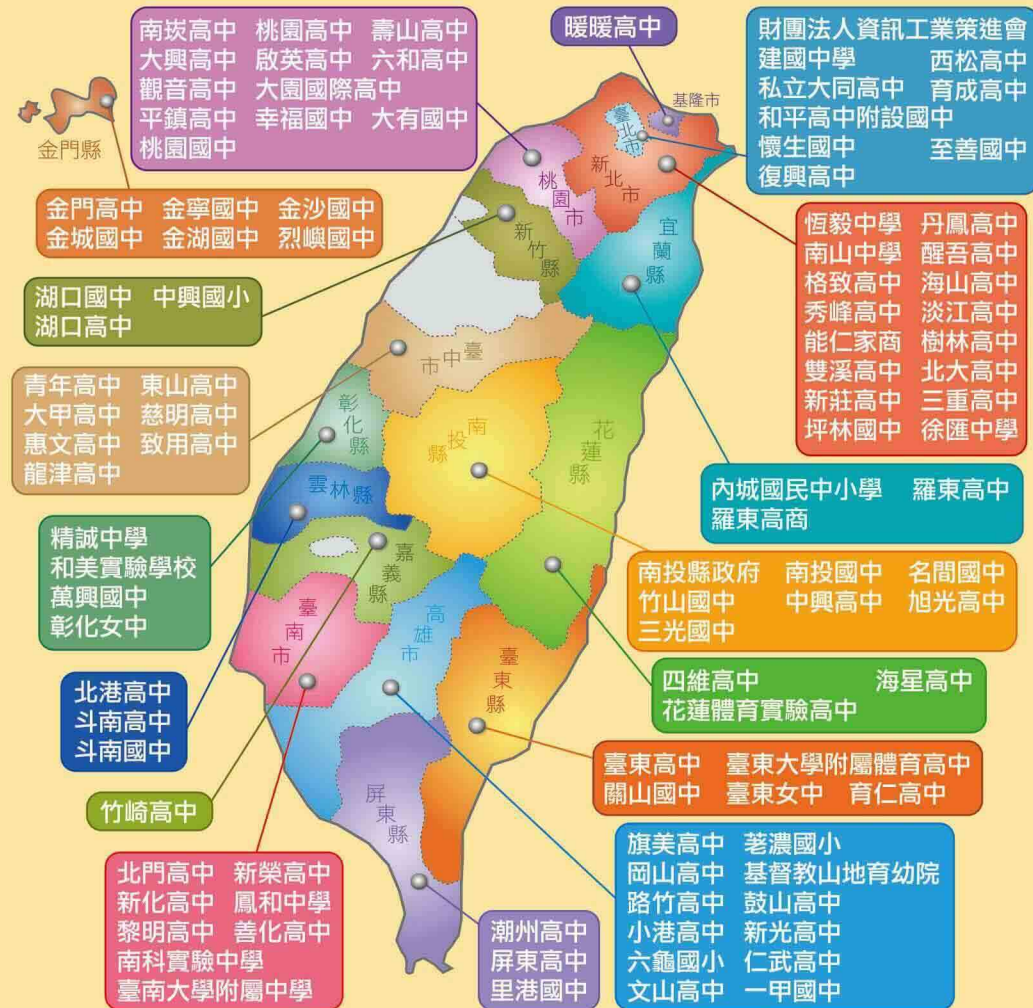 南崁高中 桃園高中 壽山高中
大興高中 啟英高中 六和高中
觀音高中 大園國際高中
平鎮高中 幸福國中 大有國中
桃園國中
暖暖高中
財團法人資訊工業策進會
建國中學 西松高中
私立大同高中 育成高中
和平高中附設國中
懷生國中 至善國中
復興高中
金門縣
基隆市
臺北市
新北市
桃園市
新竹縣
宜蘭縣
金門高中 金寧國中 金沙國中
金城國中 金湖國中 烈嶼國中
恆毅中學 丹鳳高中
南山中學 醒吾高中
格致高中 海山高中
秀峰高中 淡江高中
能仁家商 樹林高中
雙溪高中 北大高中
新莊高中 三重高中
坪林國中 徐匯中學
湖口國中 中興國小
湖口高中
臺中市
青年高中 東山高中
大甲高中 慈明高中
惠文高中 致用高中
龍津高中
彰化縣
南投縣
花蓮縣
雲林縣
內城國民中小學 羅東高中
羅東高商
精誠中學
和美實驗學校
萬興國中
彰化女中
嘉義縣
南投縣政府 南投國中 名間國中
竹山國中 中興高中 旭光高中
三光國中
臺南市
高雄市
臺東縣
北港高中
斗南高中
斗南國中
四維高中 海星高中
花蓮體育實驗高中
臺東高中 臺東大學附屬體育高中
關山國中 臺東女中 育仁高中
竹崎高中
屏東縣
北門高中 新榮高中
新化高中 鳳和中學
黎明高中 善化高中
南科實驗中學
臺南大學附屬中學
潮州高中
屏東高中
里港國中
旗美高中 荖濃國小
岡山高中 基督教山地育幼院
路竹高中 鼓山高中
小港高中 新光高中
六龜國小 仁武高中
文山高中 一甲國中